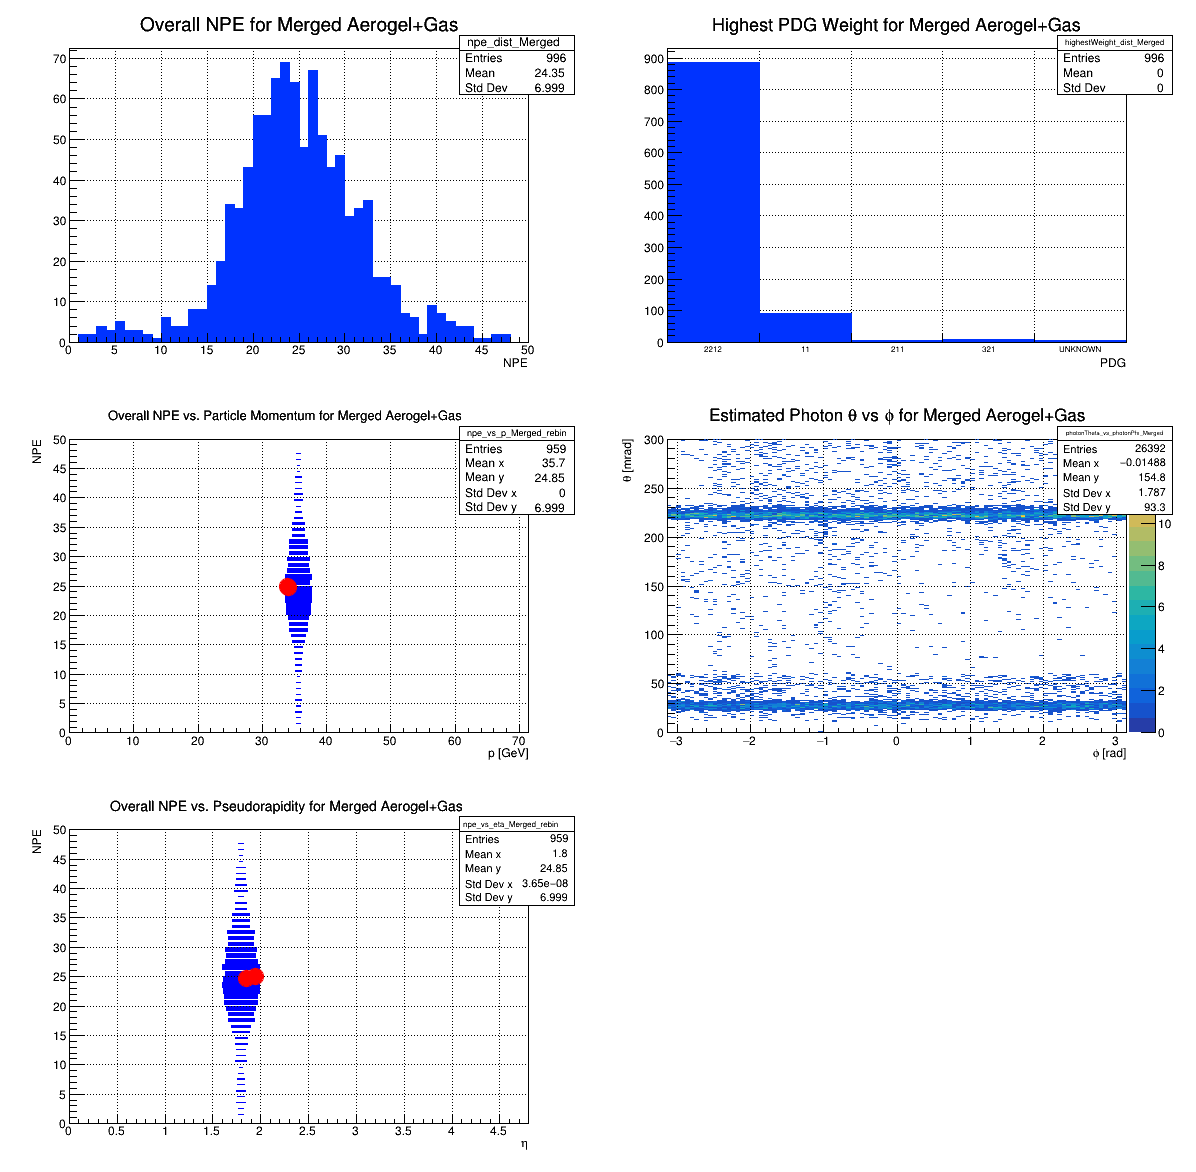 Overall NPE for Merged Aerogel+Gas
npe_dist_Merged
Entries 996
Mean 24.35
Std Dev 6.999
70
60
50
40
30
20
10
0
0 5 10 15 20 25 30 35 40 45 50
NPE
Highest PDG Weight for Merged Aerogel+Gas
highestWeight_dist_Merged
Entries 996
Mean 0
Std Dev 0
900
800
700
600
500
400
300
200
100
0
2212 11 211 321 UNKNOWN
PDG
Overall NPE vs. Particle Momentum for Merged Aerogel+Gas
npe_vs_p_Merged_rebin
Entries 959
Mean x 35.7
Mean y 24.85
Std Dev x 0
Std Dev y 6.999
NPE
50
45
40
35
30
25
20
15
10
5
0
0 10 20 30 40 50 60 70
p [GeV]
Estimated Photon θ vs ϕ for Merged Aerogel+Gas
photonTheta_vs_photonPhi_Merged
Entries 26392
Mean x −0.01488
Mean y 154.8
Std Dev x 1.787
Std Dev y 93.3
θ [mrad]
300
250
200
150
100
50
0
−3 −2 −1 0 1 2 3
ϕ [rad]
10
8
6
4
2
0
Overall NPE vs. Pseudorapidity for Merged Aerogel+Gas
npe_vs_eta_Merged_rebin
Entries 959
Mean x 1.8
Mean y 24.85
Std Dev x 3.65e−08
Std Dev y 6.999
NPE
50
45
40
35
30
25
20
15
10
5
0
0 0.5 1 1.5 2 2.5 3 3.5 4 4.5
η